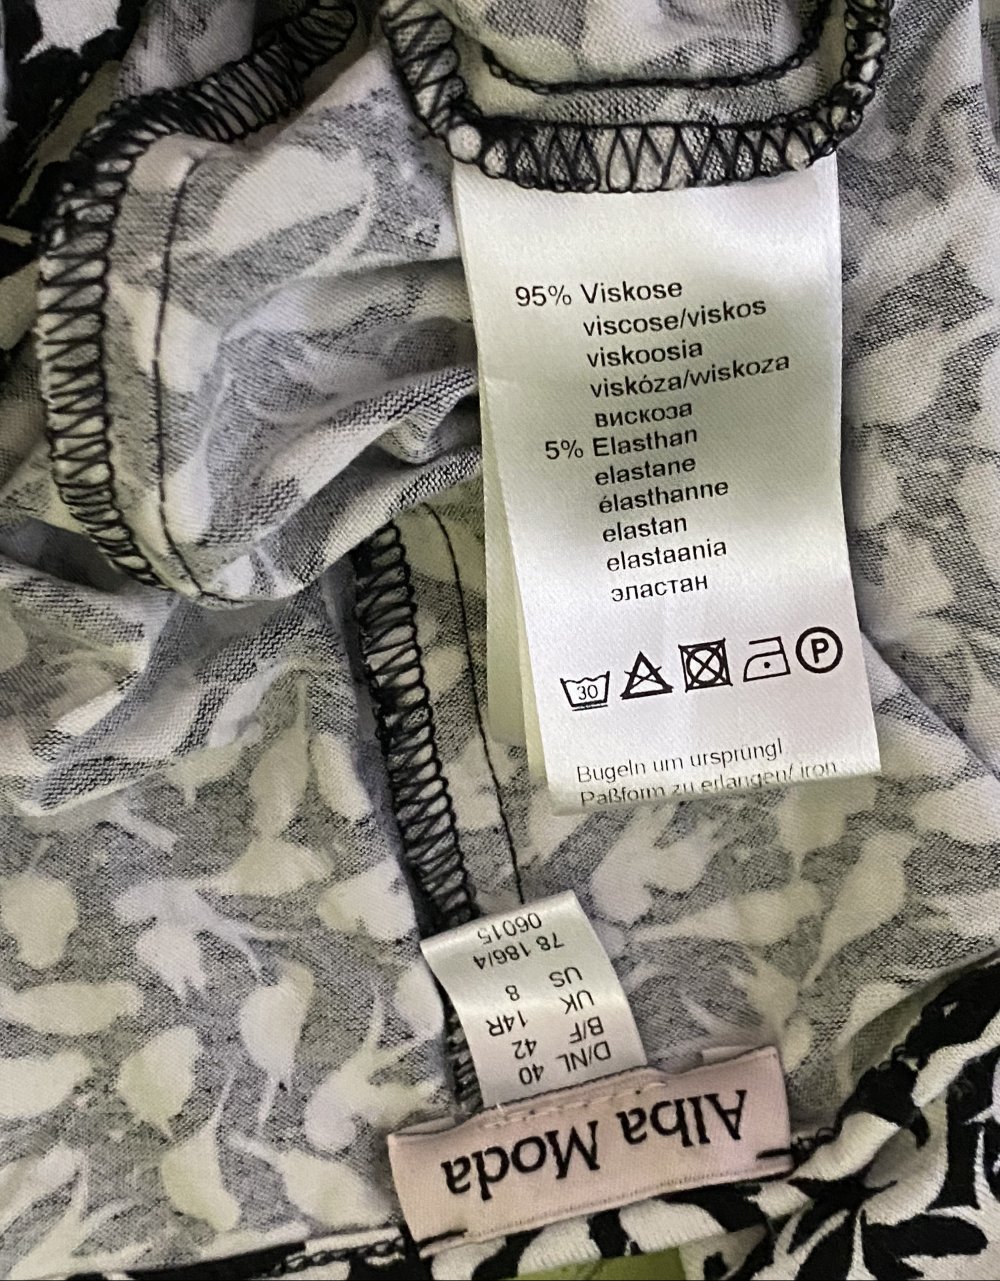 95% Viskose
viscose/viskos
viskoosia
viskóza/wiskoza
вискоза
5% Elasthan
elastane
élasthanne
elastan
elastaania
эластан
30
P
Bugeln um ursprüngl
Paßform zu erlangen/ iron
Alba Moda
D/NL 40
B/F 42
UK 14R
US 8
78 186/4
06015